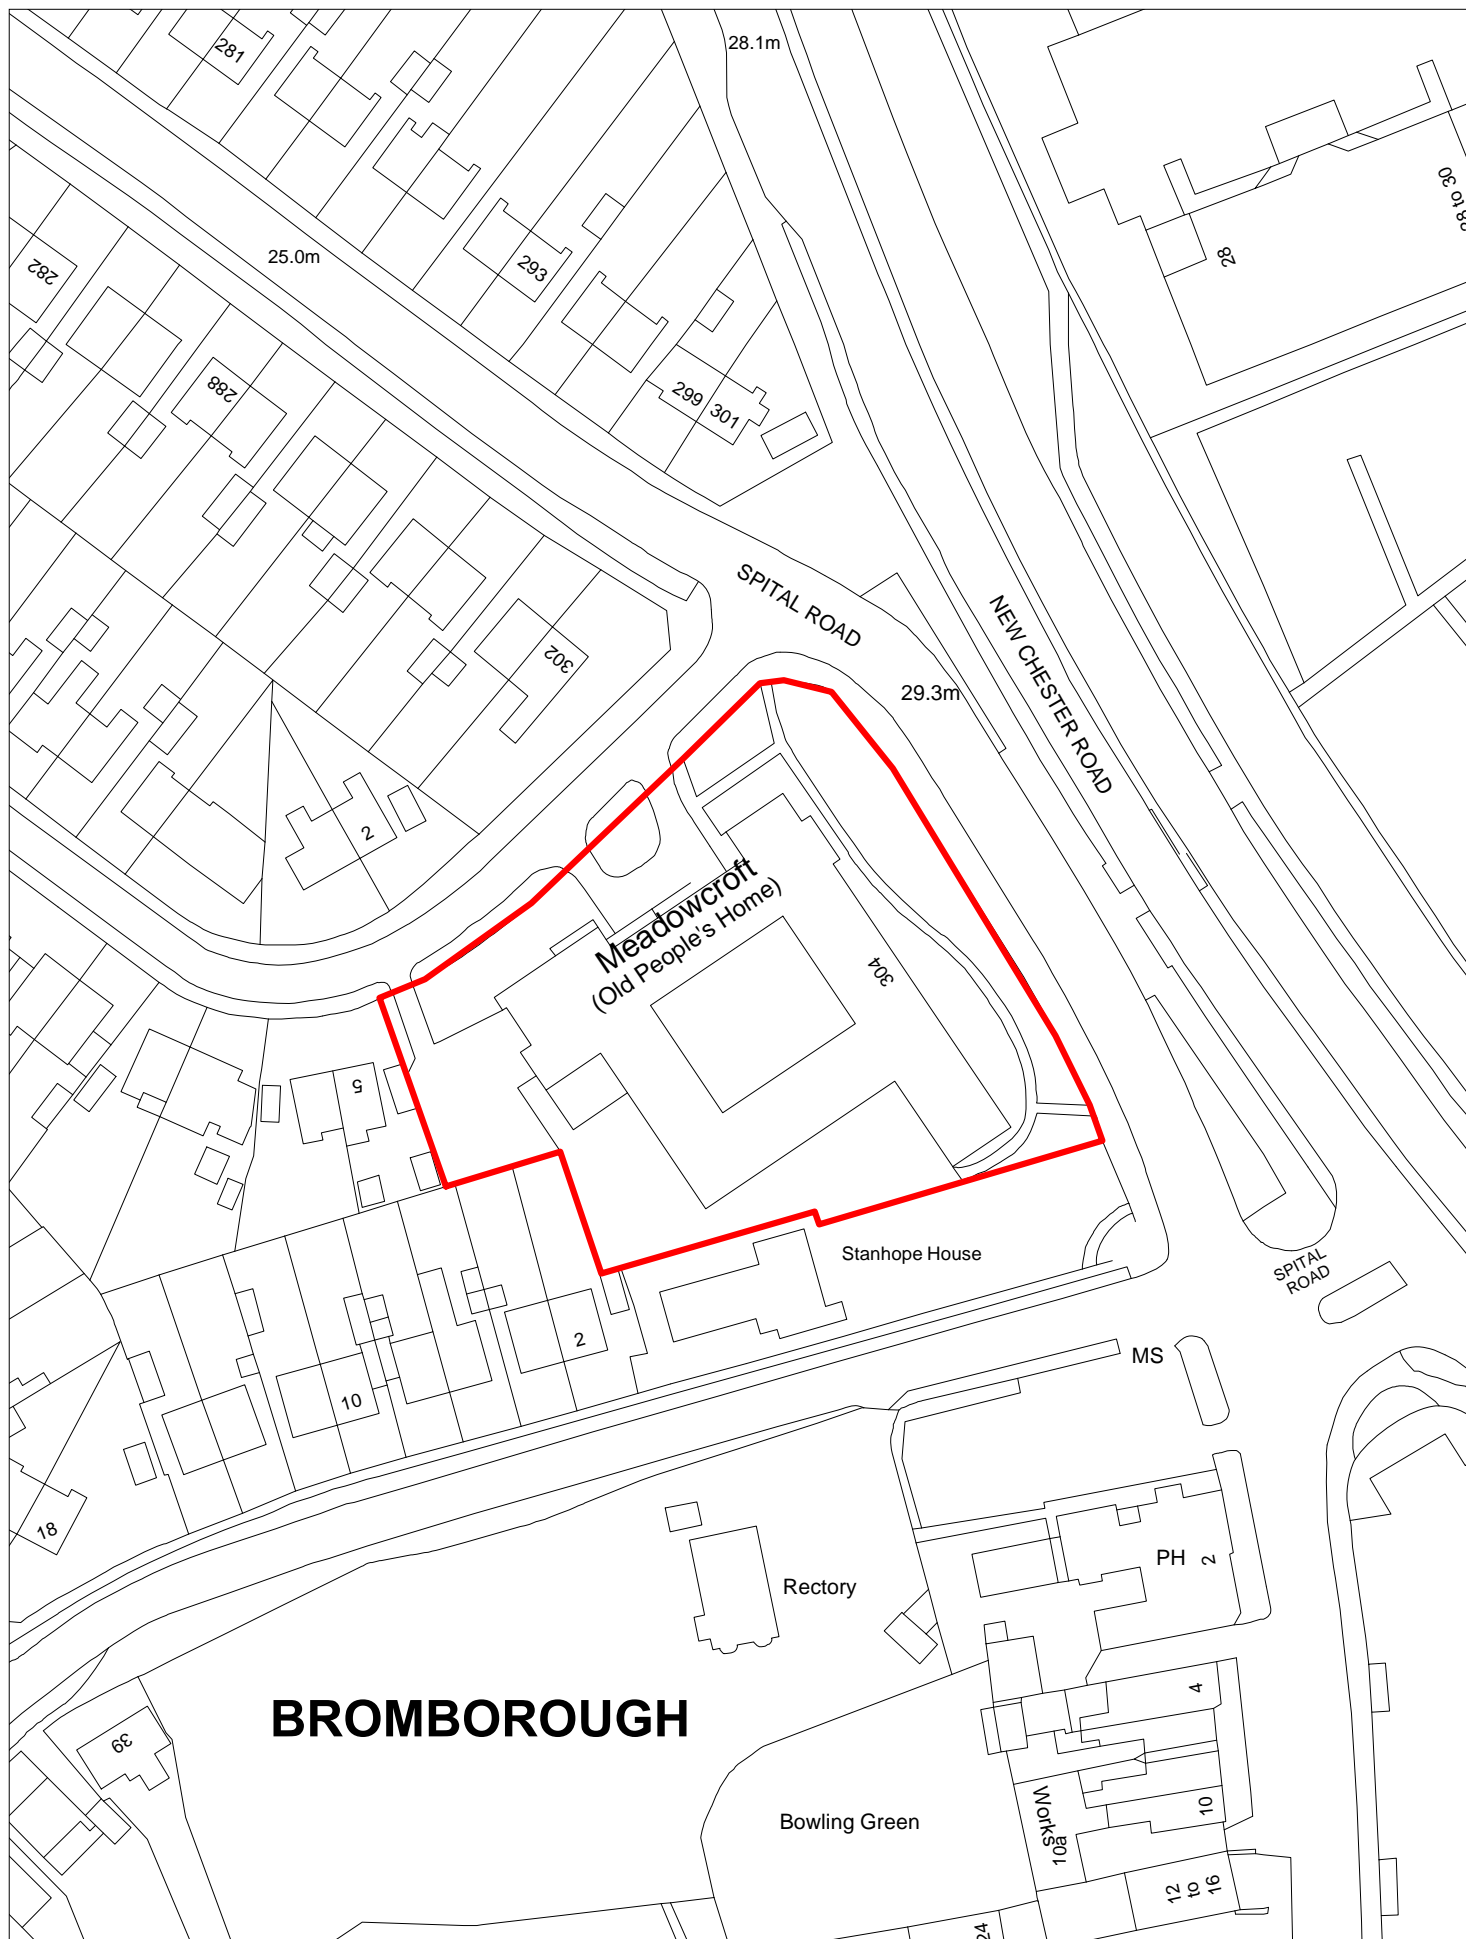 281
28.1m
28 to 30
28
25.0m
282
293
288
299
301
SPITAL ROAD
NEW CHESTER ROAD
302
29.3m
2
Meadowcroft
(Old People's Home)
304
5
Stanhope House
SPITAL
ROAD
2
MS
10
18
PH
2
Rectory
4
BROMBOROUGH
39
Works
10
Bowling Green
10a
12
to
16
24